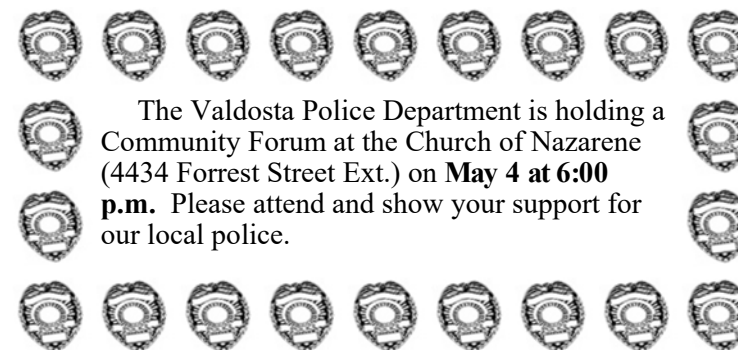 The Valdosta Police Department is holding a
Community Forum at the Church of Nazarene
(4434 Forrest Street Ext.) on May 4 at 6:00
p.m.  Please attend and show your support for
our local police.